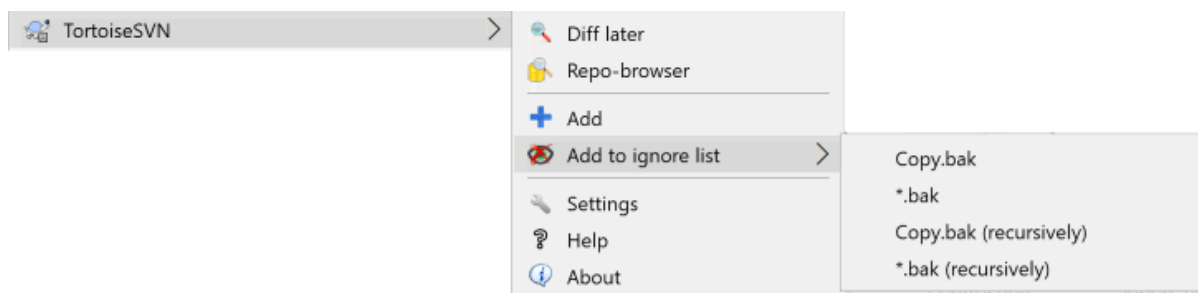 TortoiseSVN
Diff later
Repo-browser
Add
Add to ignore list
Settings
Help
About
Copy.bak
*.bak
Copy.bak (recursively)
*.bak (recursively)